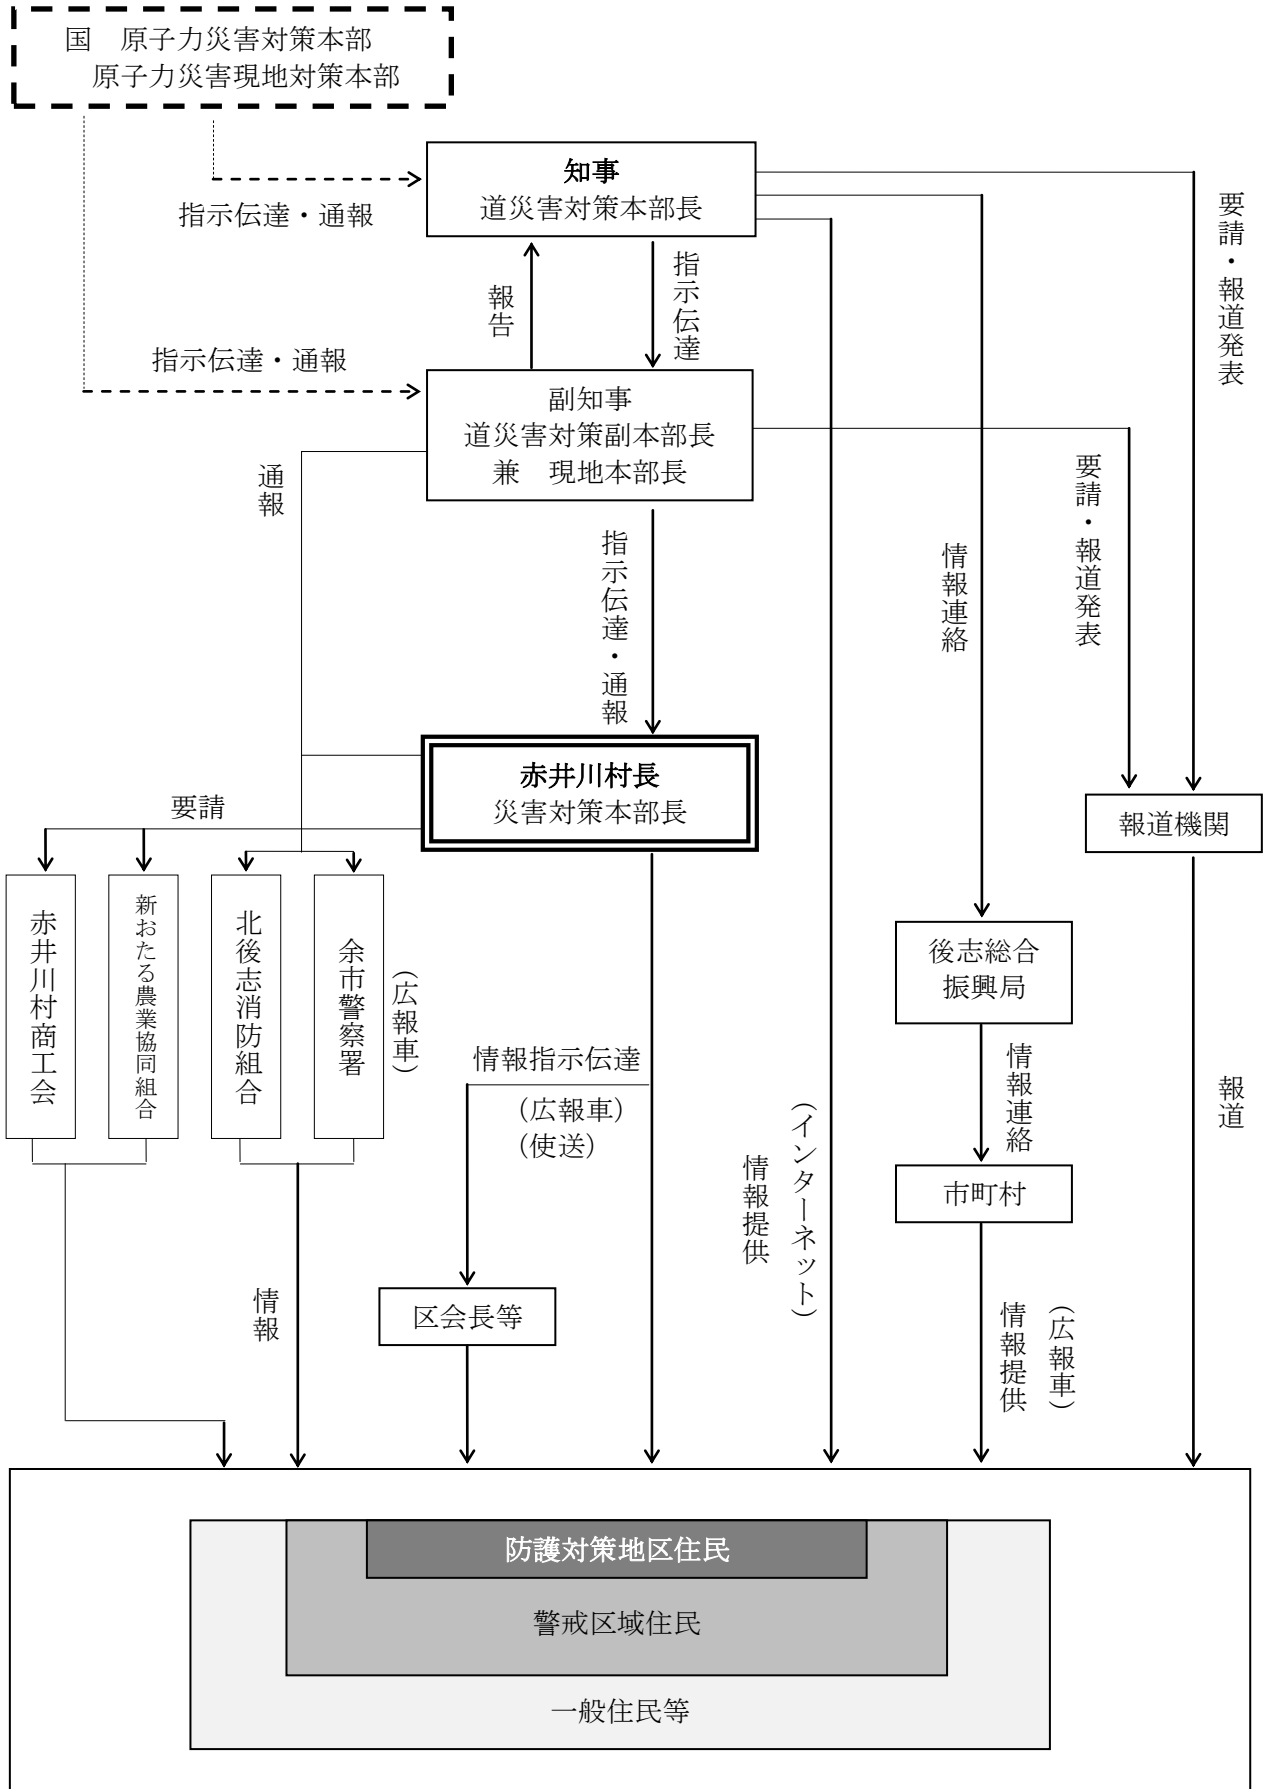 国　原子力災害対策本部
原子力災害現地対策本部
知事
道災害対策本部長
指示伝達・通報
要請・報道発表
報告
指示伝達
指示伝達・通報
副知事
道災害対策副本部長
兼　現地本部長
通報
要請・報道発表
指示伝達・通報
情報連絡
赤井川村長
災害対策本部長
要請
報道機関
赤井川村商工会
新おたる農業協同組合
北後志消防組合
余市警察署
（広報車）
後志総合
振興局
情報指示伝達
（広報車）
（使送）
情報連絡
報道
（インターネット）
情報提供
市町村
情報
区会長等
情報提供
（広報車）
防護対策地区住民
警戒区域住民
一般住民等